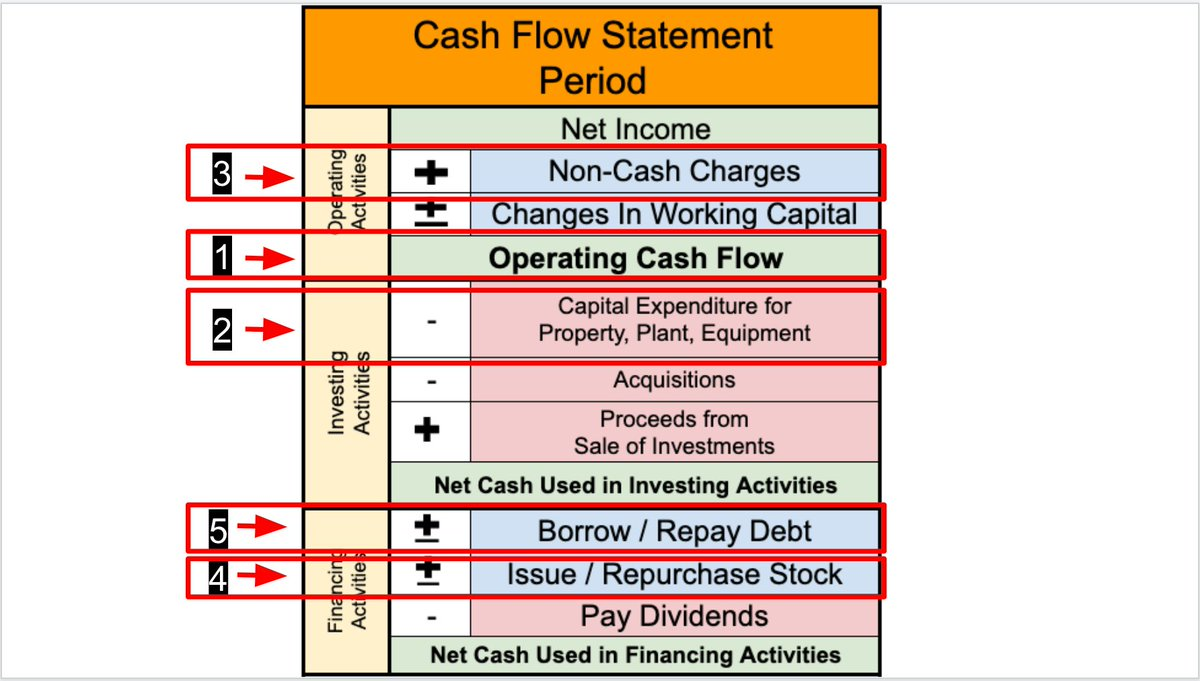 Cash Flow Statement
Period
Net Income
Operating
Activities
3
+
Non-Cash Charges
±
Changes In Working Capital
1
Operating Cash Flow
Investing
Activities
2
-
Capital Expenditure for
Property, Plant, Equipment
-
Acquisitions
+
Proceeds from
Sale of Investments
Net Cash Used in Investing Activities
Financing
Activities
5
±
Borrow / Repay Debt
4
±
Issue / Repurchase Stock
-
Pay Dividends
Net Cash Used in Financing Activities